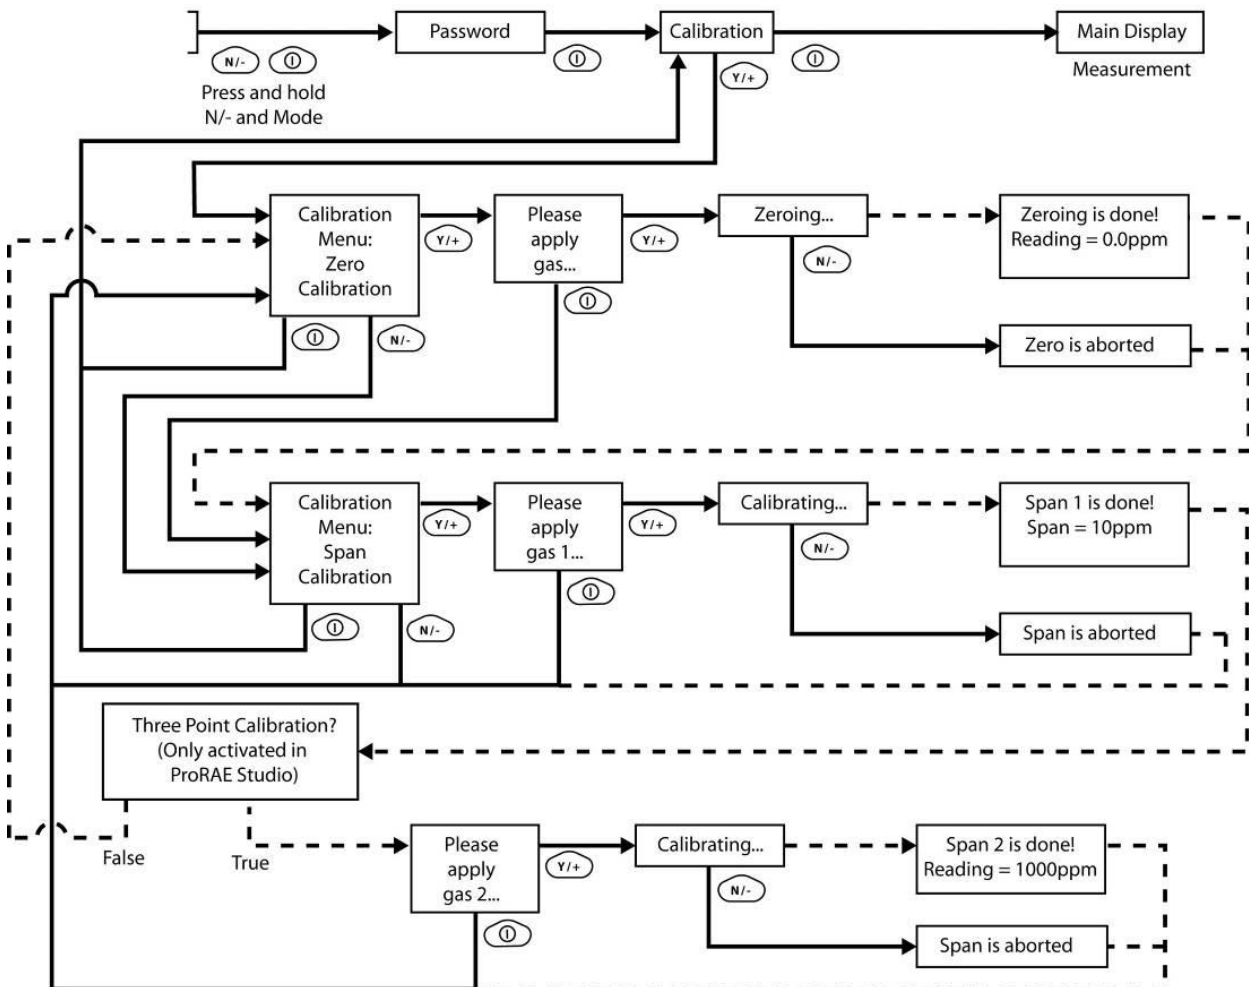 Password
Calibration
Main Display
N/-
Y/+
Measurement
Press and hold
N/- and Mode
Calibration
Menu:
Zero
Calibration
Y/+
Please
apply
gas...
Y/+
Zeroing...
N/-
Zeroing is done!
Reading = 0.0ppm
N/-
Zero is aborted
Calibration
Menu:
Span
Calibration
Y/+
Please
apply
gas 1...
Y/+
Calibrating...
N/-
Span 1 is done!
Span = 10ppm
N/-
Span is aborted
Three Point Calibration?
(Only activated in
ProRAE Studio)
False
True
Please
apply
gas 2...
Y/+
Calibrating...
N/-
Span 2 is done!
Reading = 1000ppm
Span is aborted